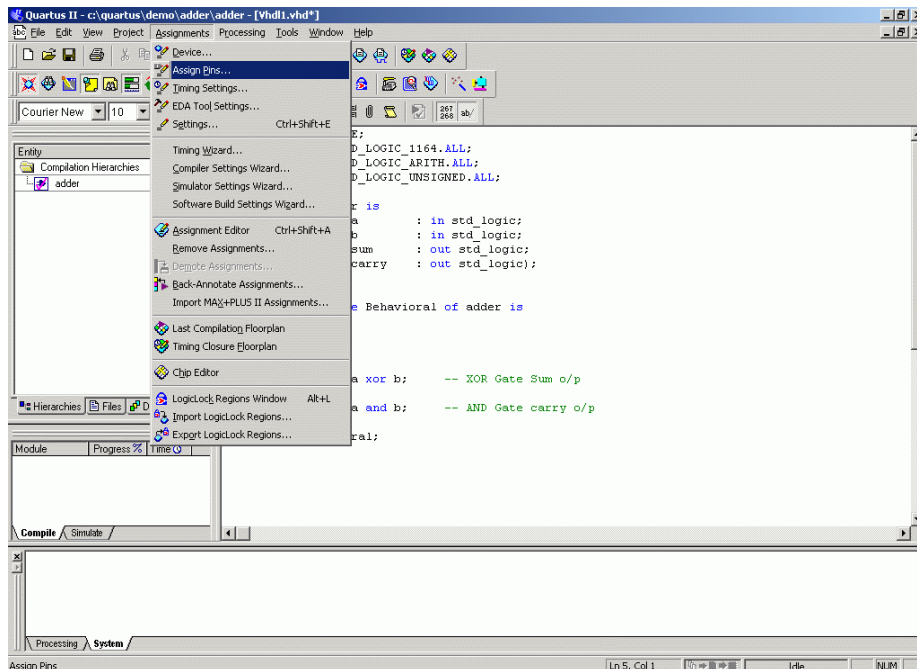 Quartus II - c:\quartus\demo\adder\adder - [Vhdl1.vhd*]
File Edit View Project Assignments Processing Tools Window Help
Courier New 10
267
268 ab/
Entity
Compilation Hierarchies
adder
Hierarchies Files D
Device...
Assign Pins...
Timing Settings...
EDA Tool Settings...
Settings... Ctrl+Shift+E
Timing Wizard...
Compiler Settings Wizard...
Simulator Settings Wizard...
Software Build Settings Wizard...
Assignment Editor Ctrl+Shift+A
Remove Assignments...
Demote Assignments...
Back-Annotate Assignments...
Import MAX+PLUS II Assignments...
Last Compilation Floorplan
Timing Closure Floorplan
Chip Editor
LogicLock Regions Window Alt+L
Import LogicLock Regions...
Export LogicLock Regions...
E;
D_LOGIC_1164.ALL;
D_LOGIC_ARITH.ALL;
D_LOGIC_UNSIGNED.ALL;
r is
a : in std_logic;
b : in std_logic;
sum : out std_logic;
carry : out std_logic);
e Behavioral of adder is
a xor b; -- XOR Gate Sum o/p
a and b; -- AND Gate carry o/p
ral;
Module Progress % Time
Compile Simulate
Processing System
Assign Pins Ln 5, Col 1 Idle NUM